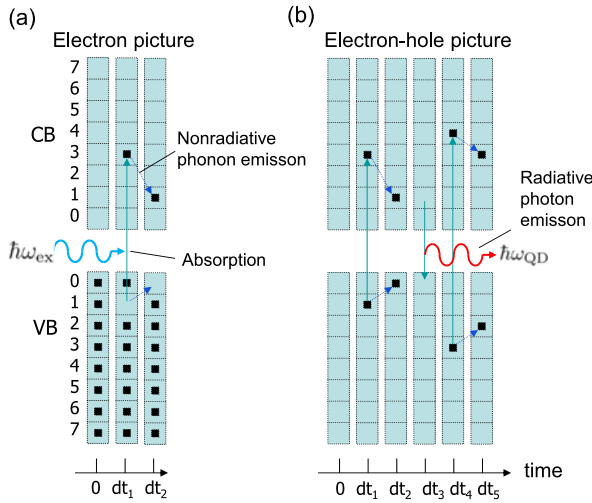 (a)
Electron picture
7
6
5
4
3
2
1
0
CB
Nonradiative
phonon emisson
ħω_ex
Absorption
0
1
2
3
4
5
6
7
VB
0 dt₁ dt₂
(b)
Electron-hole picture
Radiative
photon
emisson
ħω_QD
0 dt₁ dt₂ dt₃ dt₄ dt₅ time